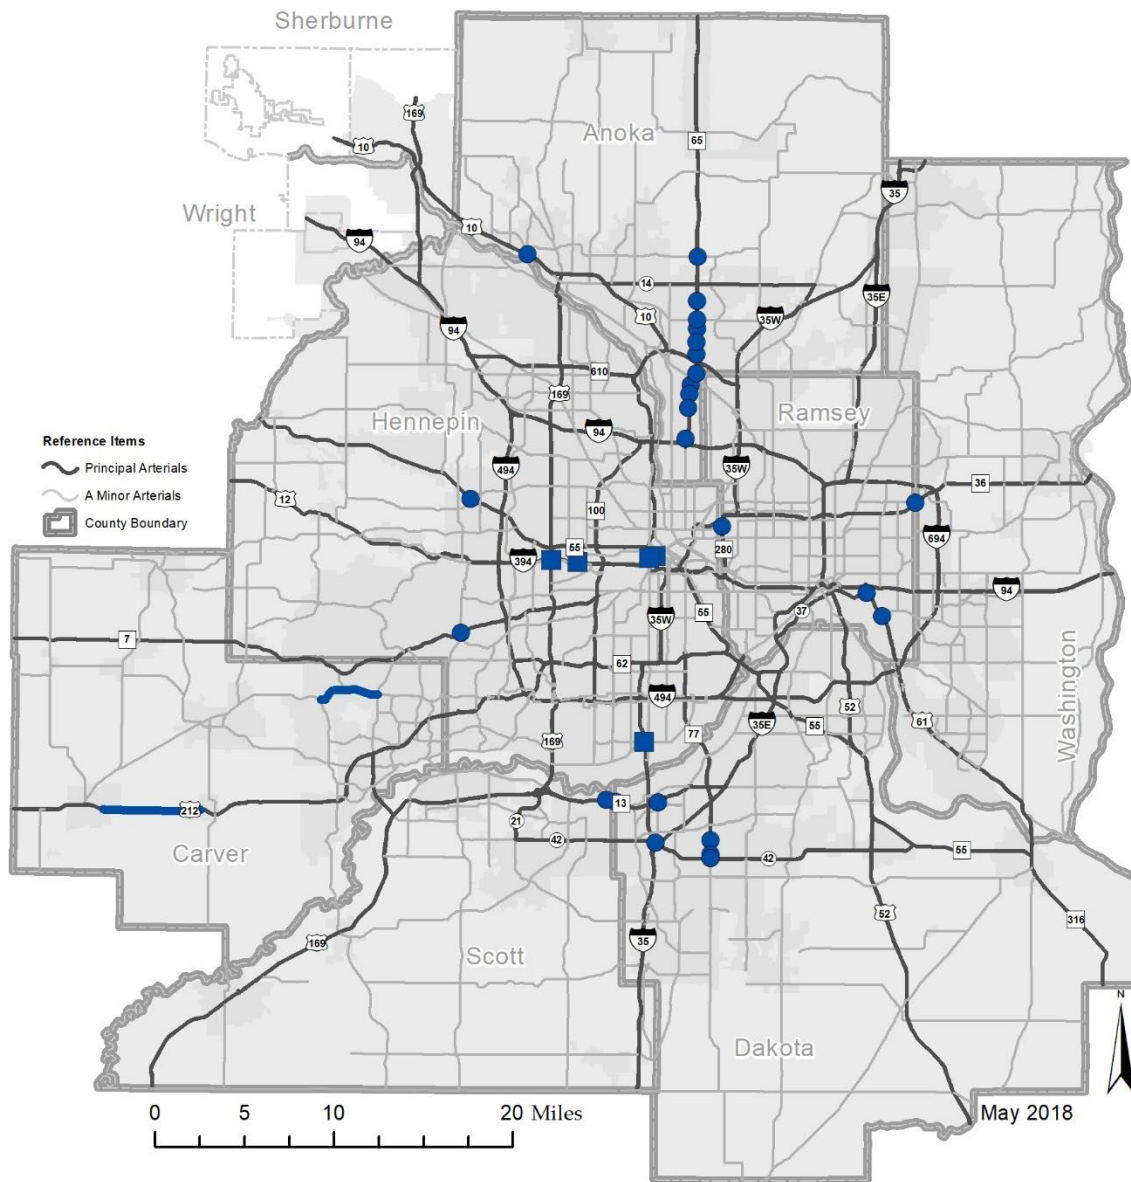 Sherburne
169
Anoka
10
65
35
Wright
10
94
14
35E
10
35W
94
610
169
Hennepin
Ramsey
94
Reference Items
Principal Arterials
494
35W
A Minor Arterials
12
36
County Boundary
100
55
694
394
280
94
37
55
35W
7
62
494
52
Washington
35E
61
77
55
169
212
13
21
42
55
42
Carver
52
316
169
35
Scott
Dakota
N
0 5 10 20 Miles
May 2018